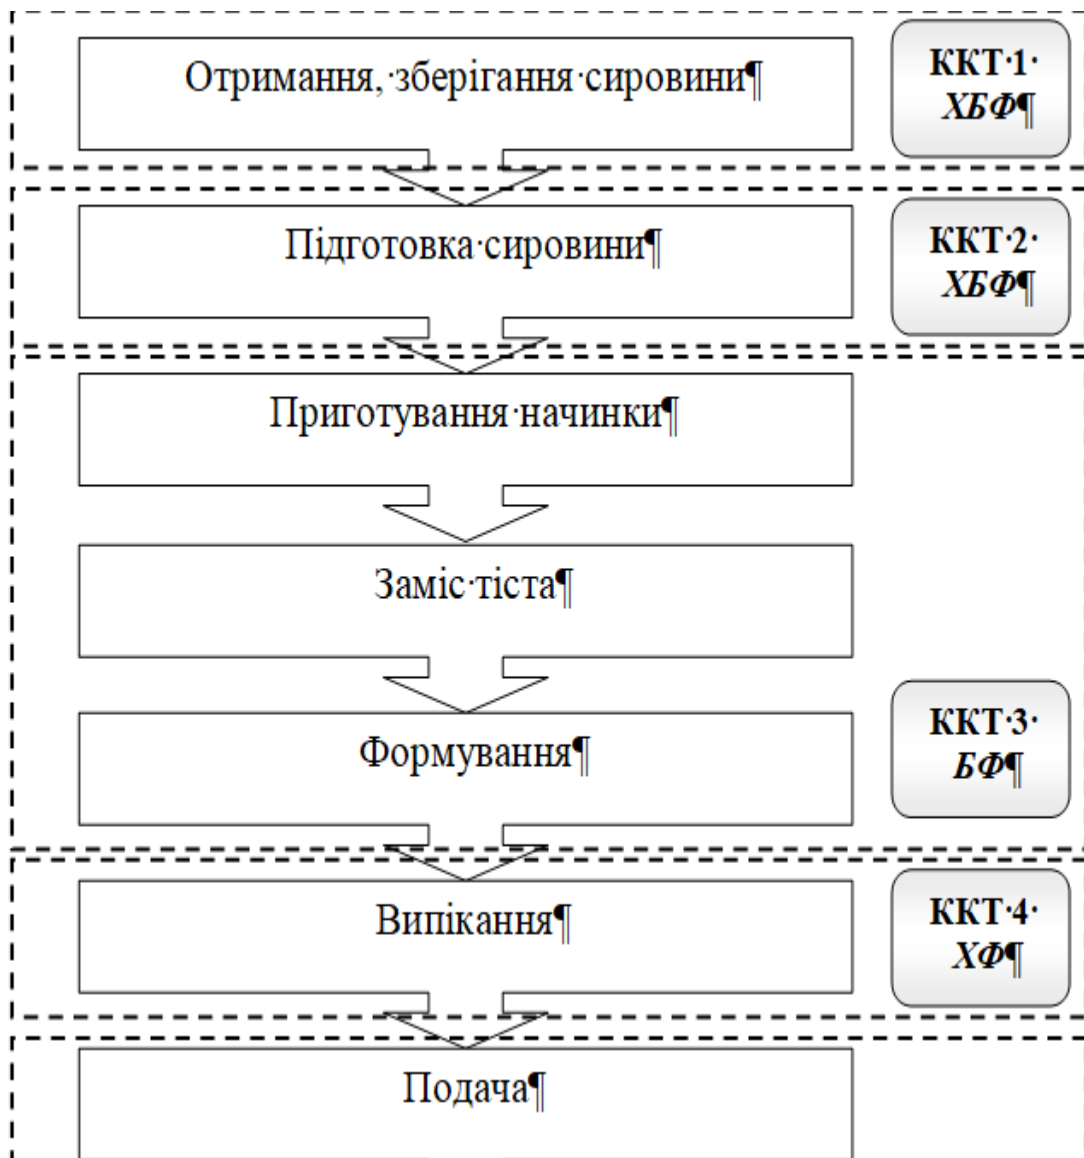 Отримання,·зберігання·сировини¶
ККТ·1·
ХБФ¶
Підготовка·сировини¶
ККТ·2·
ХБФ¶
Приготування·начинки¶
Заміс·тіста¶
Формування¶
ККТ·3·
БФ¶
Випікання¶
ККТ·4·
ХФ¶
Подача¶